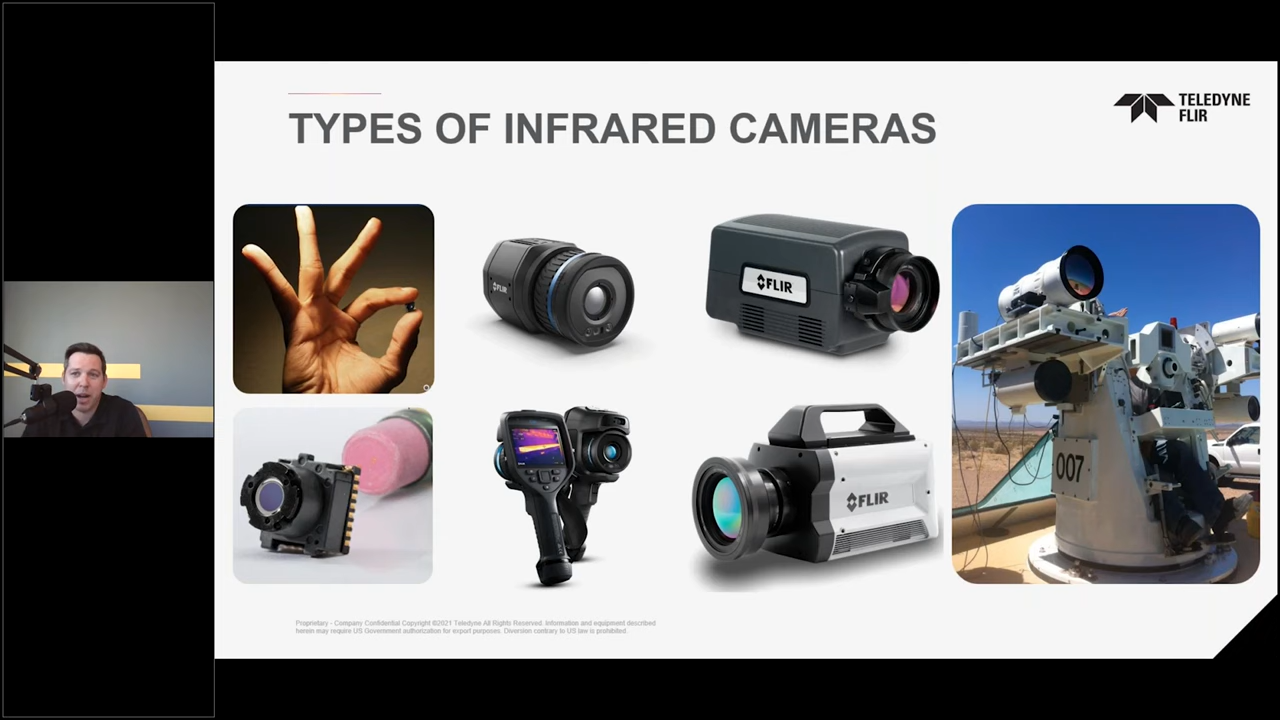 TYPES OF INFRARED CAMERAS
TELEDYNE
FLIR
FLIR
FLIR
FLIR
007
Proprietary - Company Confidential Copyright ©2021 Teledyne All Rights Reserved. Information and equipment described
herein may require US Government authorization for export purposes. Diversion contrary to US law is prohibited.